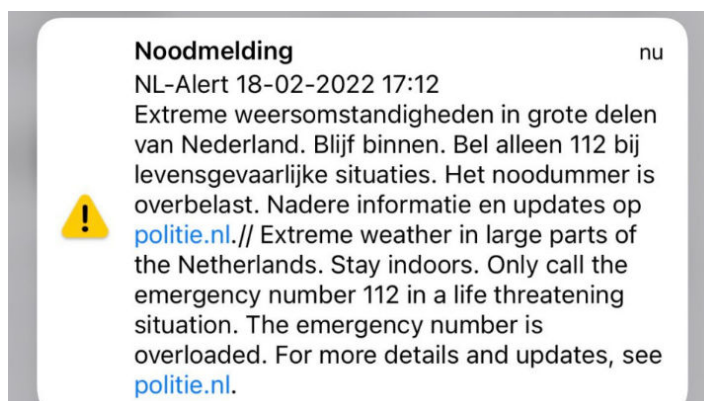 Noodmelding nu
NL-Alert 18-02-2022 17:12
Extreme weersomstandigheden in grote delen
van Nederland. Blijf binnen. Bel alleen 112 bij
levensgevaarlijke situaties. Het noodummer is
overbelast. Nadere informatie en updates op
politie.nl.// Extreme weather in large parts of
the Netherlands. Stay indoors. Only call the
emergency number 112 in a life threatening
situation. The emergency number is
overloaded. For more details and updates, see
politie.nl.